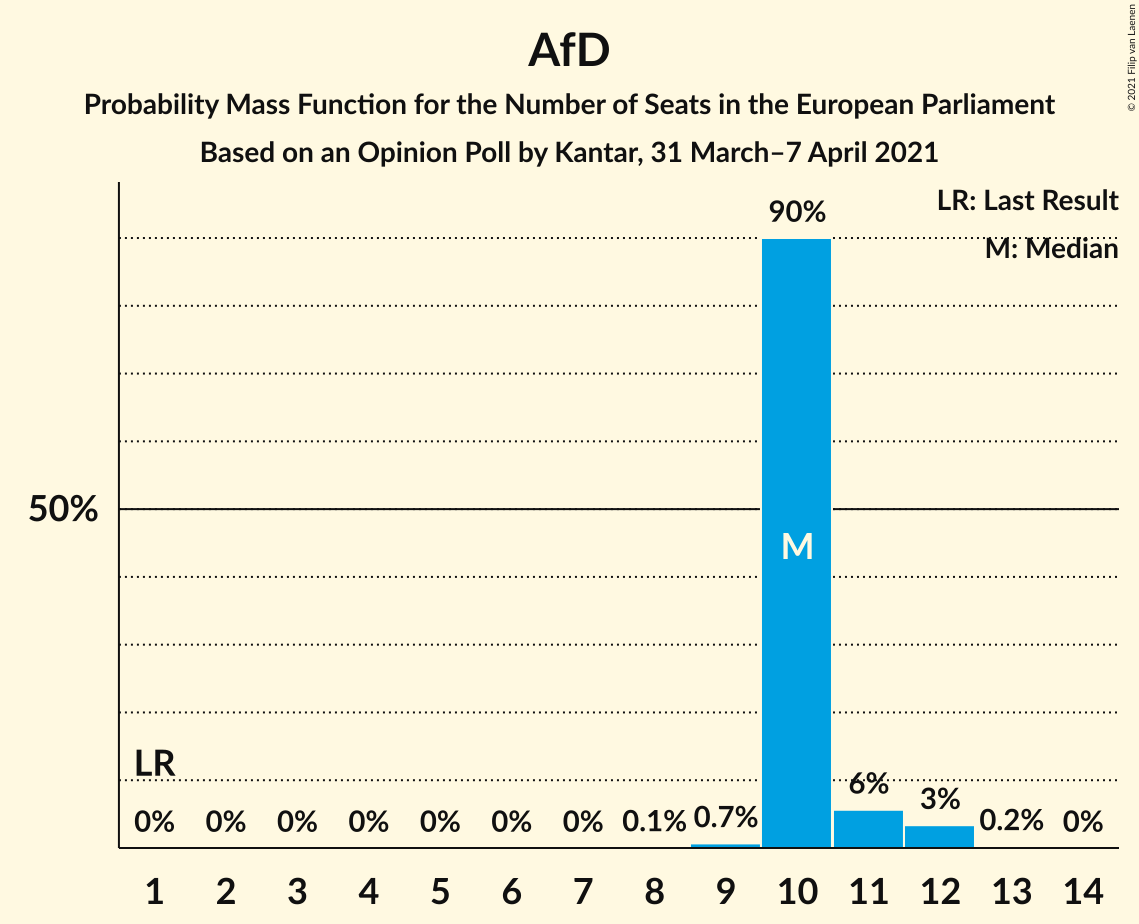 AfD
Probability Mass Function for the Number of Seats in the European Parliament
Based on an Opinion Poll by Kantar, 31 March–7 April 2021
© 2021 Filip van Laenen
LR: Last Result
M: Median
90%
50%
M
LR
0% 0% 0% 0% 0% 0% 0% 0.1% 0.7% 6% 3% 0.2% 0%
1 2 3 4 5 6 7 8 9 10 11 12 13 14